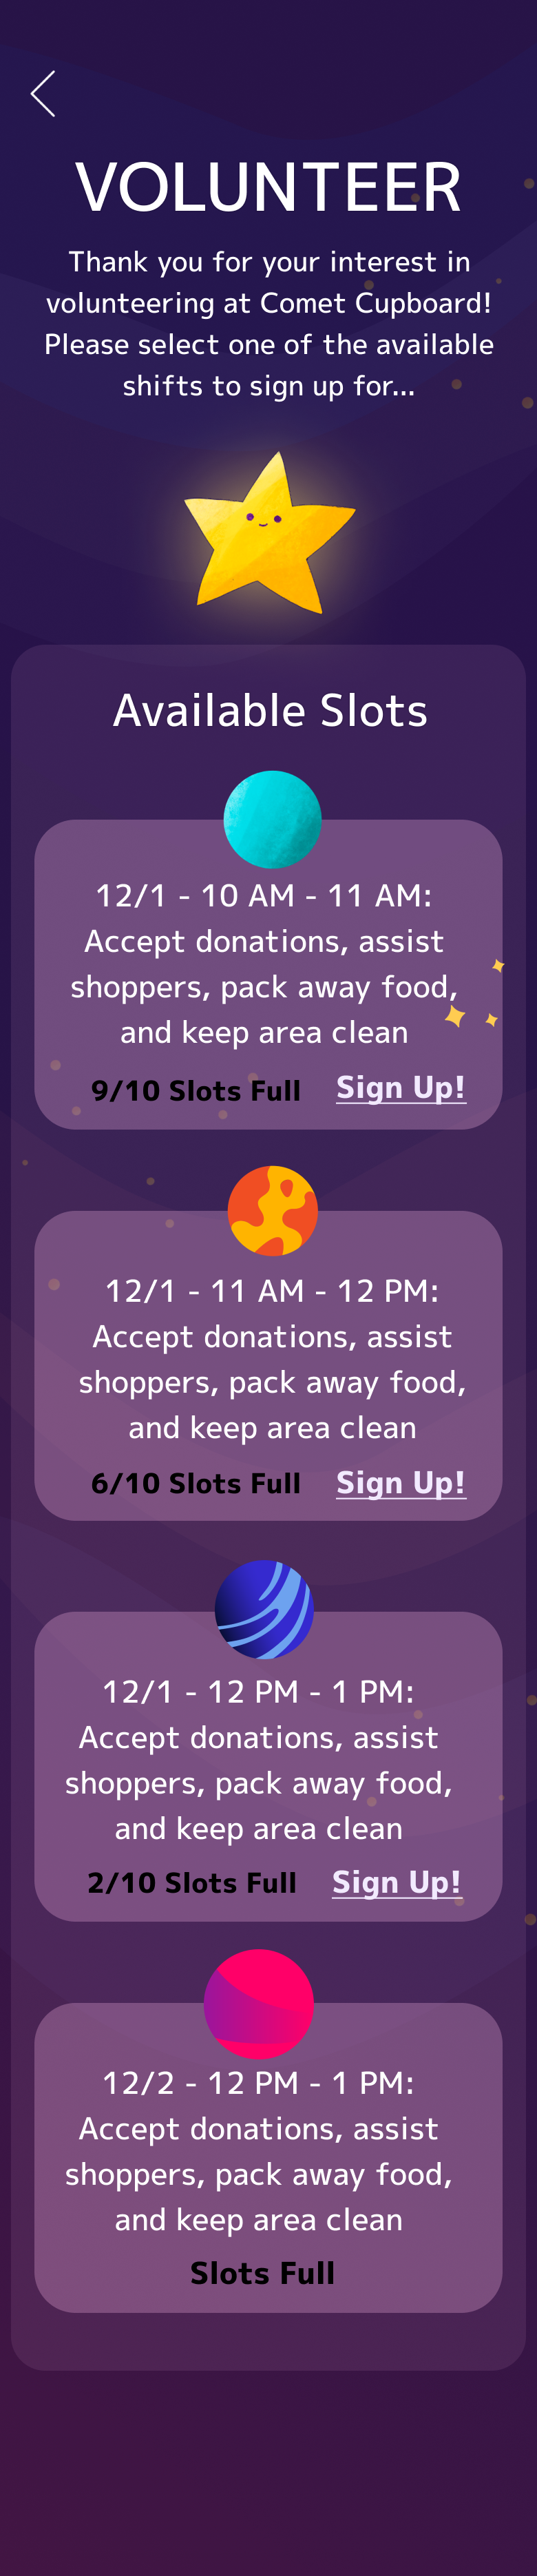 VOLUNTEER
Thank you for your interest in
volunteering at Comet Cupboard!
Please select one of the available
shifts to sign up for...
Available Slots
12/1 - 10 AM - 11 AM:
Accept donations, assist
shoppers, pack away food,
and keep area clean
9/10 Slots Full Sign Up!
12/1 - 11 AM - 12 PM:
Accept donations, assist
shoppers, pack away food,
and keep area clean
6/10 Slots Full Sign Up!
12/1 - 12 PM - 1 PM:
Accept donations, assist
shoppers, pack away food,
and keep area clean
2/10 Slots Full Sign Up!
12/2 - 12 PM - 1 PM:
Accept donations, assist
shoppers, pack away food,
and keep area clean
Slots Full